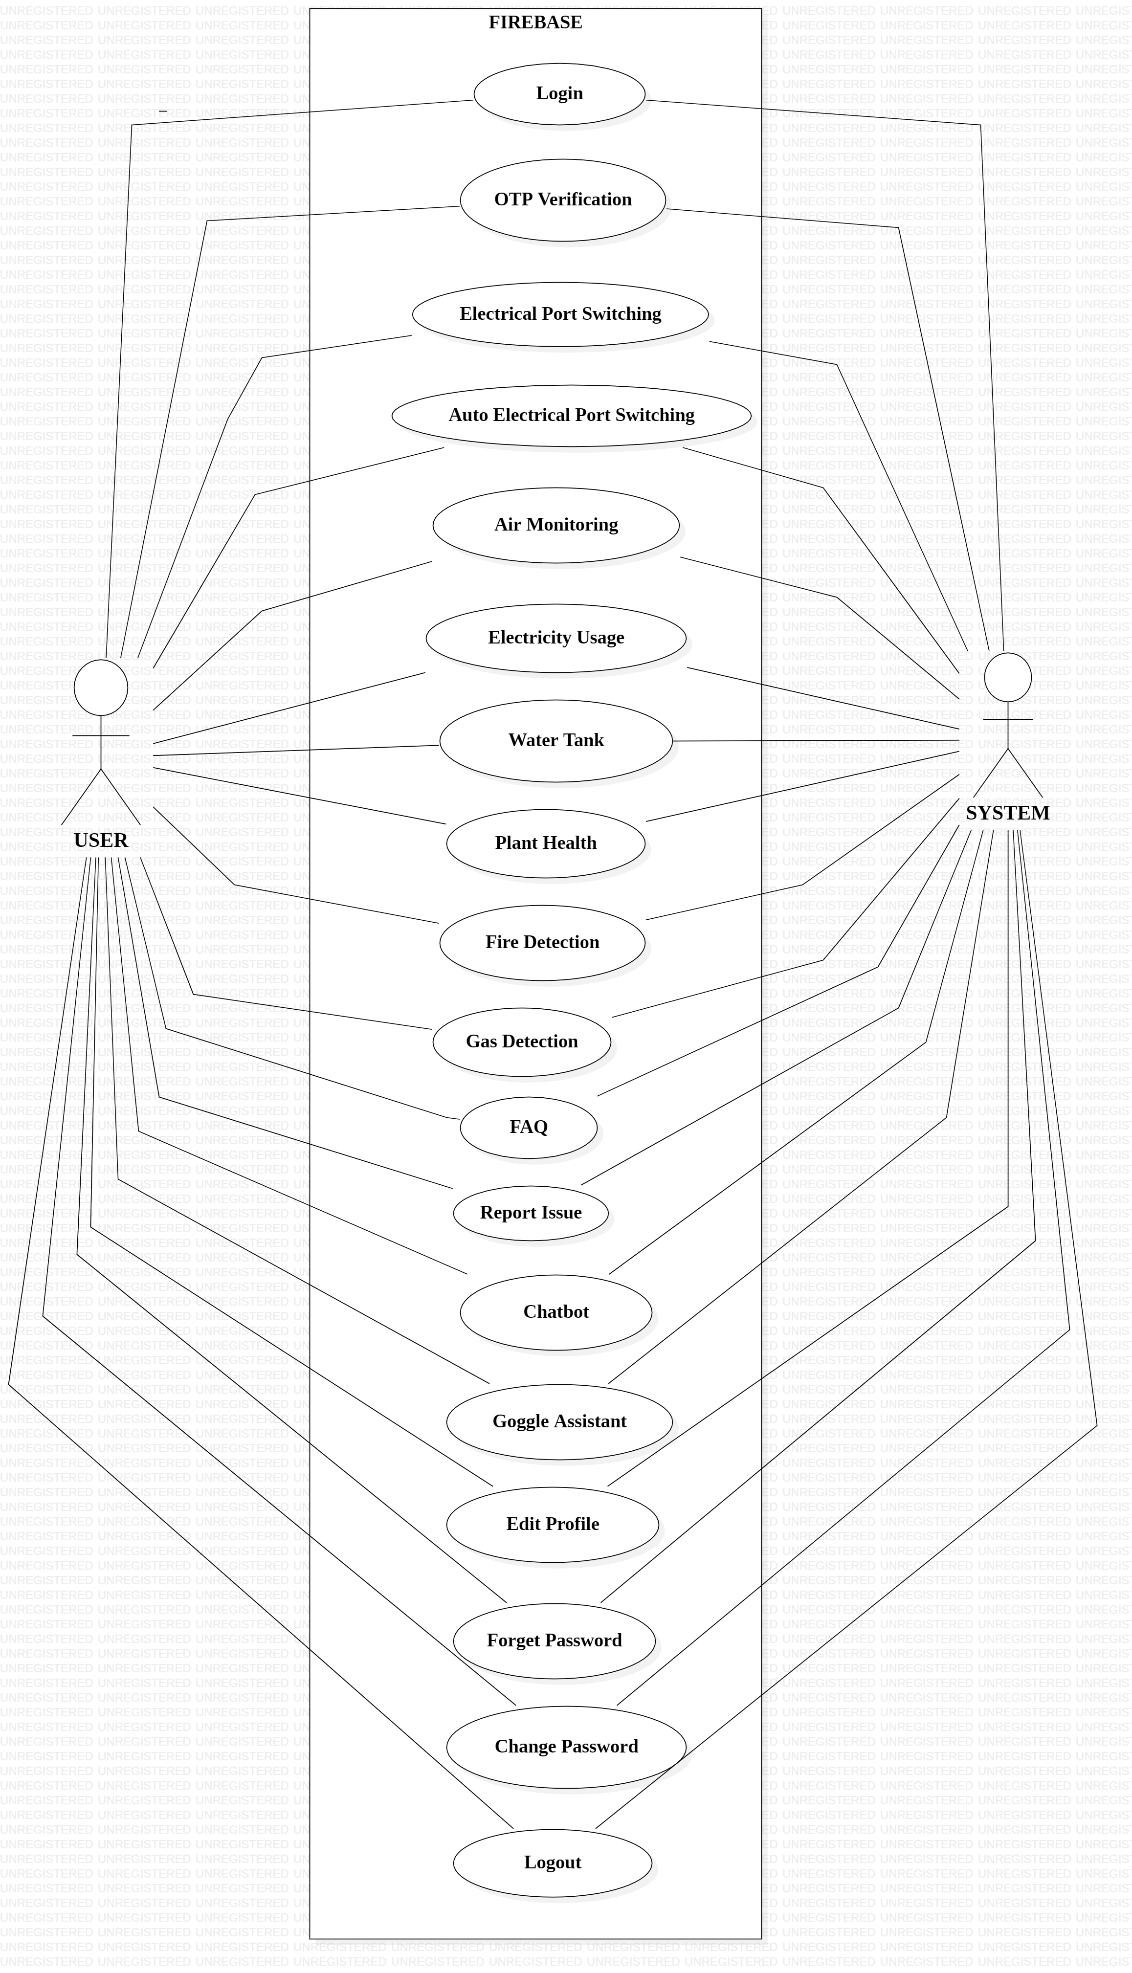 FIREBASE
Login
OTP Verification
Electrical Port Switching
Auto Electrical Port Switching
Air Monitoring
Electricity Usage
Water Tank
Plant Health
USER
SYSTEM
Fire Detection
Gas Detection
FAQ
Report Issue
Chatbot
Goggle Assistant
Edit Profile
Forget Password
Change Password
Logout